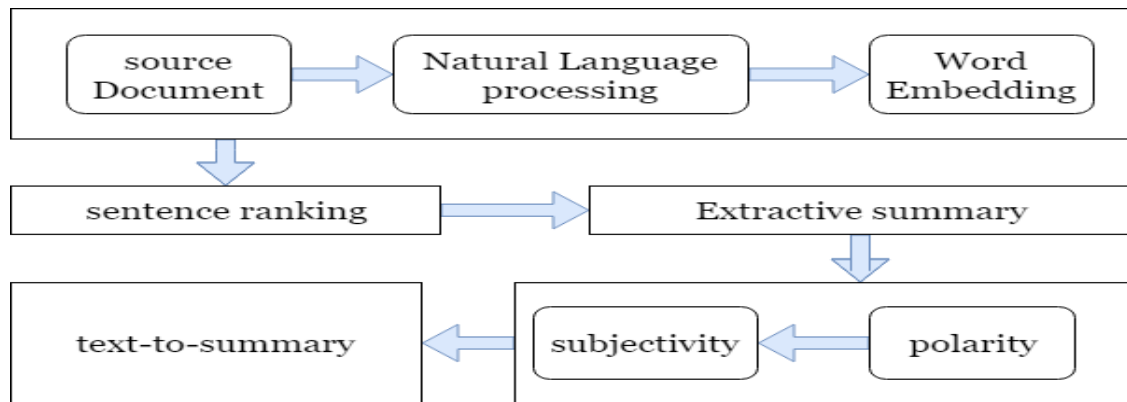 source
Document
Natural Language
processing
Word
Embedding
sentence ranking
Extractive summary
text-to-summary
subjectivity
polarity